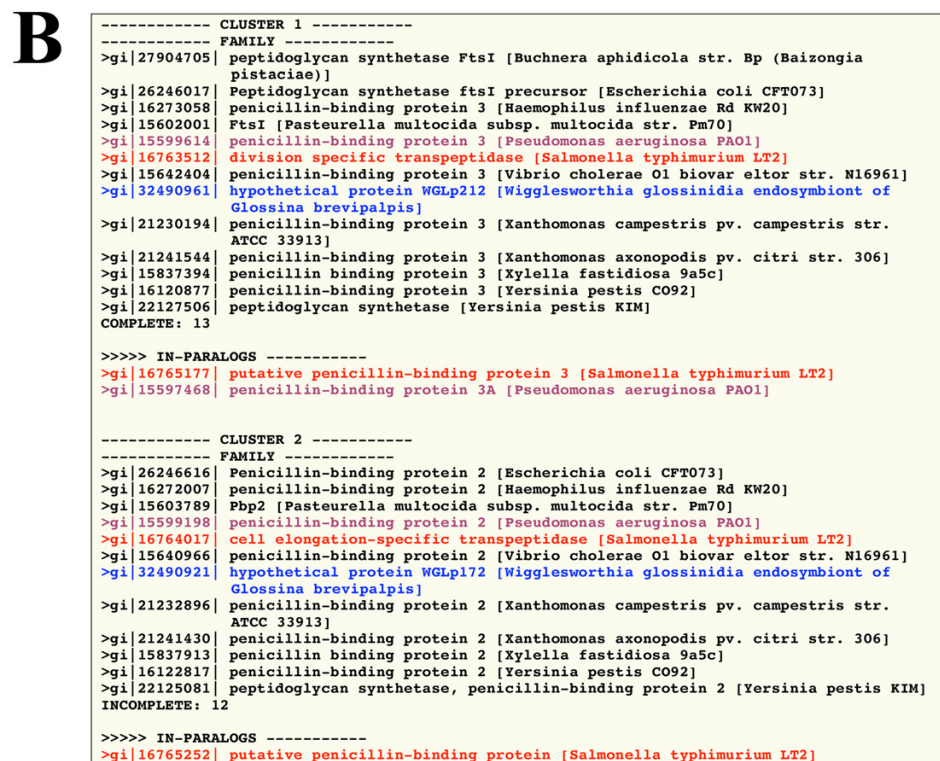 B
------------ CLUSTER 1 -----------
------------ FAMILY ------------
>gi|27904705| peptidoglycan synthetase FtsI [Buchnera aphidicola str. Bp (Baizongia
pistaciae)]
>gi|26246017| Peptidoglycan synthetase ftsI precursor [Escherichia coli CFT073]
>gi|16273058| penicillin-binding protein 3 [Haemophilus influenzae Rd KW20]
>gi|15602001| FtsI [Pasteurella multocida subsp. multocida str. Pm70]
>gi|15599614| penicillin-binding protein 3 [Pseudomonas aeruginosa PAO1]
>gi|16763512| division specific transpeptidase [Salmonella typhimurium LT2]
>gi|15642404| penicillin-binding protein 3 [Vibrio cholerae O1 biovar eltor str. N16961]
>gi|32490961| hypothetical protein WGLp212 [Wigglesworthia glossinidia endosymbiont of
Glossina brevipalpis]
>gi|21230194| penicillin-binding protein 3 [Xanthomonas campestris pv. campestris str.
ATCC 33913]
>gi|21241544| penicillin-binding protein 3 [Xanthomonas axonopodis pv. citri str. 306]
>gi|15837394| penicillin binding protein 3 [Xylella fastidiosa 9a5c]
>gi|16120877| penicillin-binding protein 3 [Yersinia pestis CO92]
>gi|22127506| peptidoglycan synthetase [Yersinia pestis KIM]
COMPLETE: 13
>>>>> IN-PARALOGS -----------
>gi|16765177| putative penicillin-binding protein 3 [Salmonella typhimurium LT2]
>gi|15597468| penicillin-binding protein 3A [Pseudomonas aeruginosa PAO1]
------------ CLUSTER 2 -----------
------------ FAMILY ------------
>gi|26246616| Penicillin-binding protein 2 [Escherichia coli CFT073]
>gi|16272007| penicillin-binding protein 2 [Haemophilus influenzae Rd KW20]
>gi|15603789| Pbp2 [Pasteurella multocida subsp. multocida str. Pm70]
>gi|15599198| penicillin-binding protein 2 [Pseudomonas aeruginosa PAO1]
>gi|16764017| cell elongation-specific transpeptidase [Salmonella typhimurium LT2]
>gi|15640966| penicillin-binding protein 2 [Vibrio cholerae O1 biovar eltor str. N16961]
>gi|32490921| hypothetical protein WGLp172 [Wigglesworthia glossinidia endosymbiont of
Glossina brevipalpis]
>gi|21232896| penicillin-binding protein 2 [Xanthomonas campestris pv. campestris str.
ATCC 33913]
>gi|21241430| penicillin-binding protein 2 [Xanthomonas axonopodis pv. citri str. 306]
>gi|15837913| penicillin binding protein 2 [Xylella fastidiosa 9a5c]
>gi|16122817| penicillin-binding protein 2 [Yersinia pestis CO92]
>gi|22125081| peptidoglycan synthetase, penicillin-binding protein 2 [Yersinia pestis KIM]
INCOMPLETE: 12
>>>>> IN-PARALOGS -----------
>gi|16765252| putative penicillin-binding protein [Salmonella typhimurium LT2]